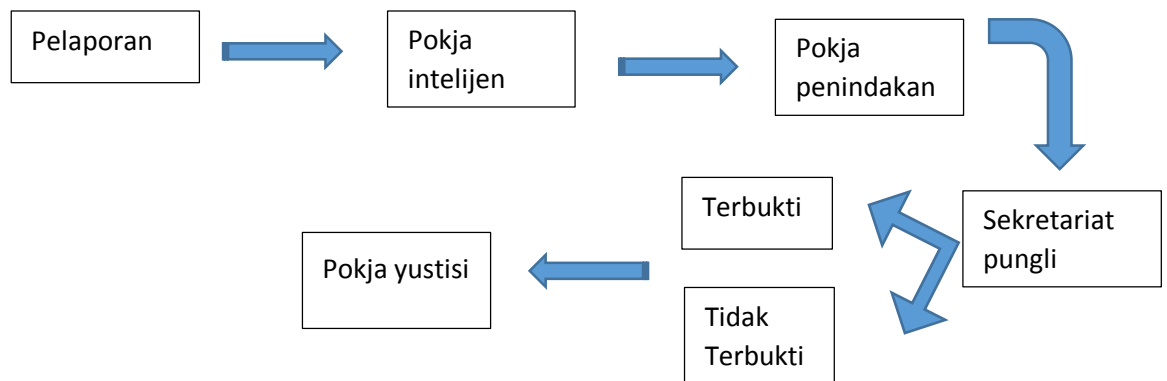 Pelaporan
Pokja
intelijen
Pokja
penindakan
Sekretariat
pungli
Terbukti
Tidak
Terbukti
Pokja yustisi